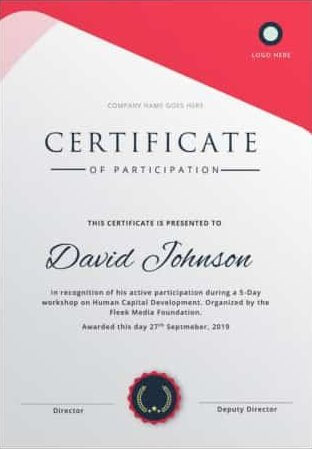 LOGO HERE
COMPANY NAME GOES HERE
CERTIFICATE
OF PARTICIPATION
THIS CERTIFICATE IS PRESENTED TO
David Johnson
In recognition of his active participation during a 5-Day
workshop on Human Capital Development. Organized by the
Fleek Media Foundation.
Awarded this day 27th Septmeber, 2019
Director
Deputy Director